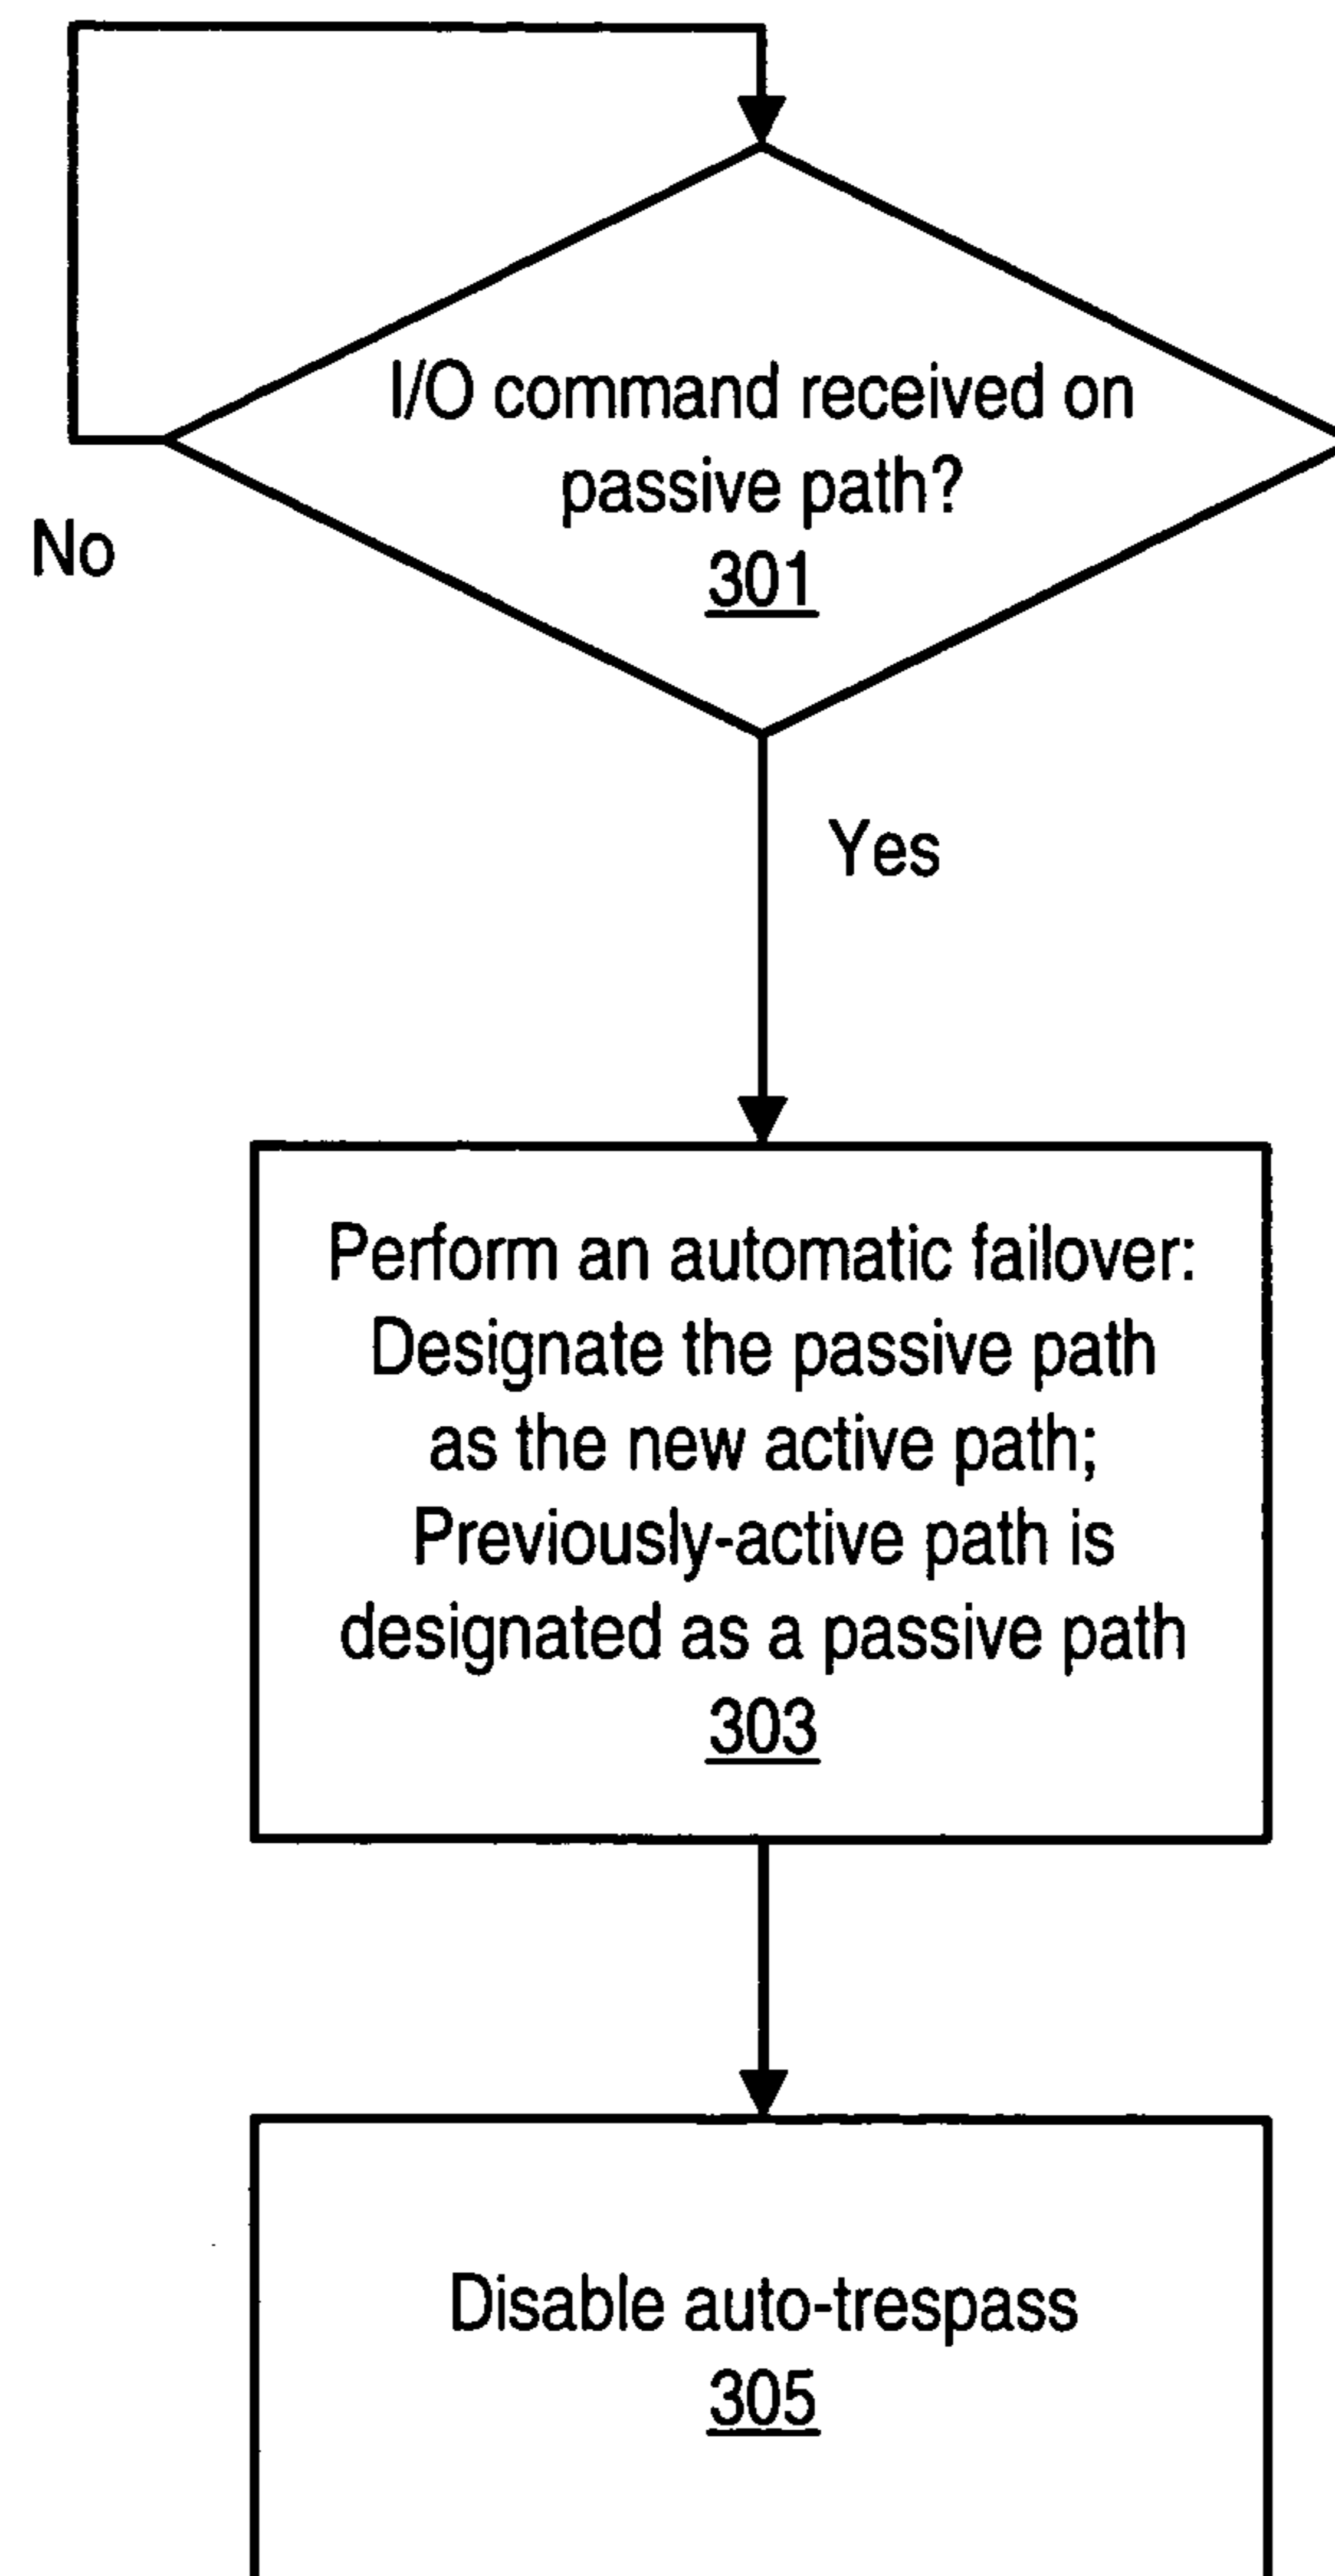 I/O command received on
passive path?
301
No
Yes
Perform an automatic failover:
Designate the passive path
as the new active path;
Previously-active path is
designated as a passive path
303
Disable auto-trespass
305